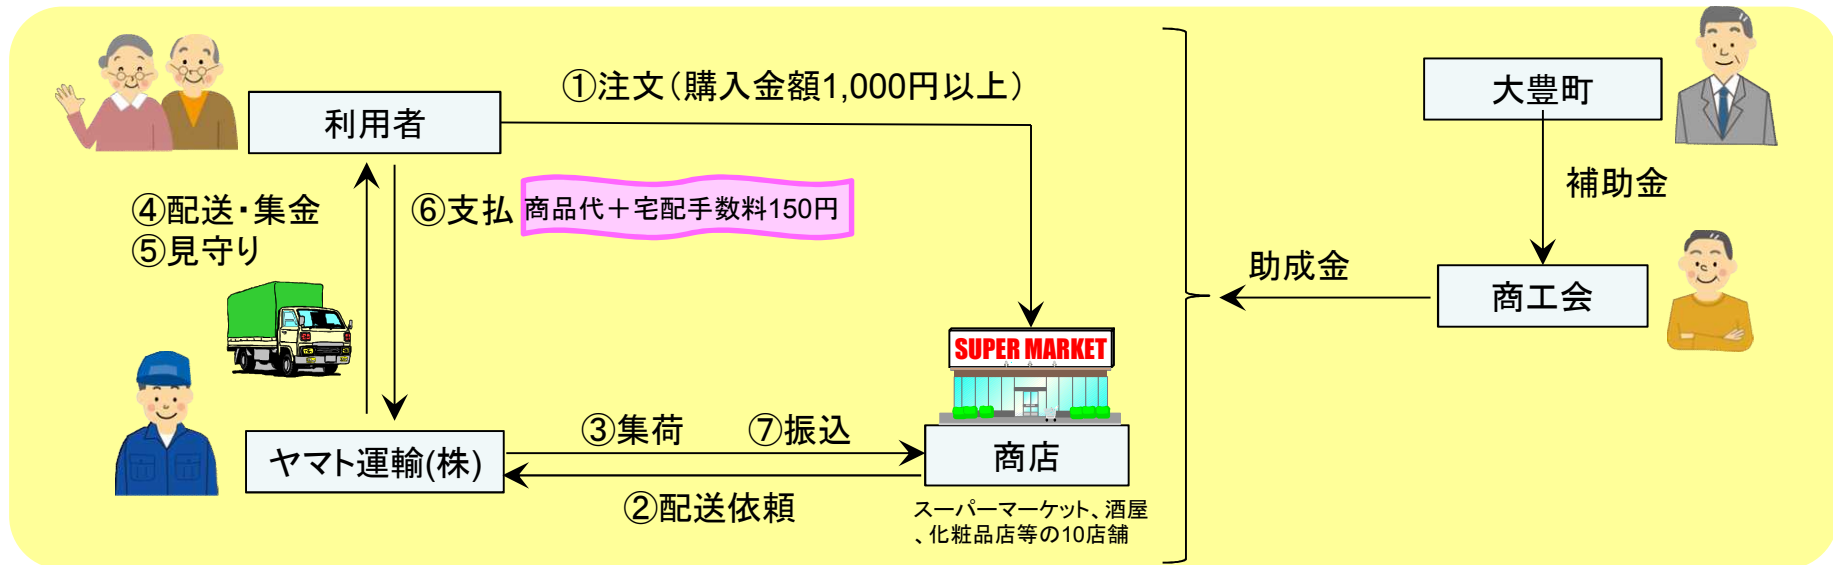 ①注文（購入金額1,000円以上）
大豊町
利用者
補助金
④配送・集金
⑤見守り
⑥支払
商品代＋宅配手数料150円
助成金
商工会
SUPER MARKET
③集荷
⑦振込
ヤマト運輸(株)
商店
②配送依頼
スーパーマーケット、酒屋
、化粧品店等の10店舗